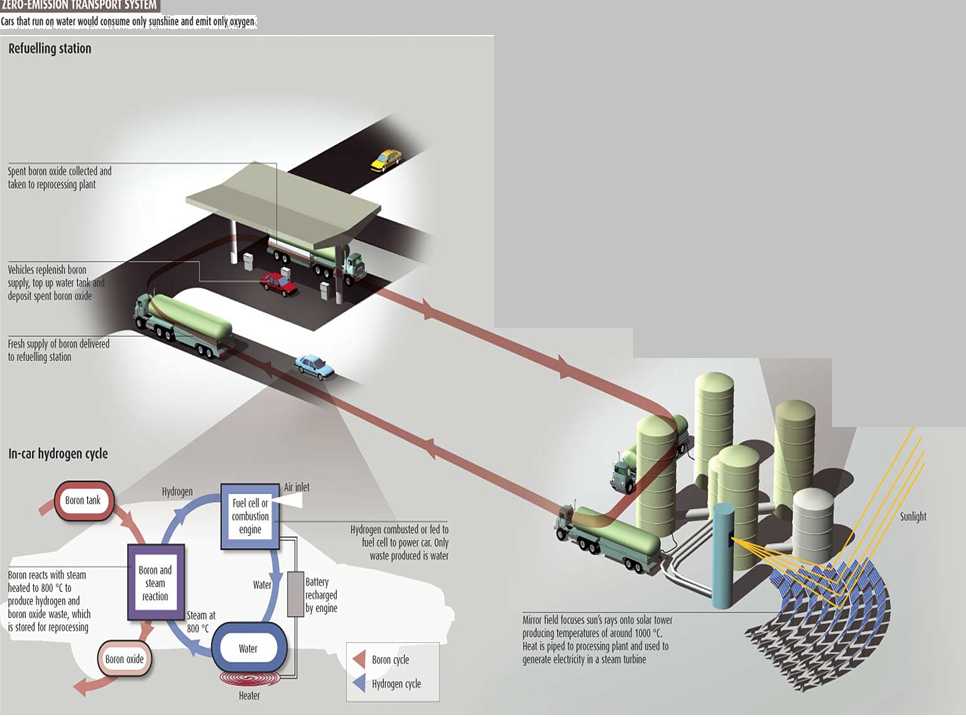 ZERO-EMISSION TRANSPORT SYSTEM
Cars that run on water would consume only sunshine and emit only oxygen.
Refuelling station
Spent boron oxide collected and
taken to reprocessing plant
Vehicles replenish boron
supply, top up water tank and
deposit spent boron oxide
Fresh supply of boron delivered
to refuelling station
In-car hydrogen cycle
Boron tank
Hydrogen
Fuel cell or
combustion
engine
Air inlet
Hydrogen combusted or fed to
fuel cell to power car. Only
waste produced is water
Boron reacts with steam
heated to 800 °C to
produce hydrogen and
boron oxide waste, which
is stored for reprocessing
Boron and
steam
reaction
Water
Battery
recharged
by engine
Steam at
800 °C
Water
Boron oxide
Heater
Boron cycle
Hydrogen cycle
Sunlight
Mirror field focuses sun's rays onto solar tower
producing temperatures of around 1000 °C.
Heat is piped to processing plant and used to
generate electricity in a steam turbine